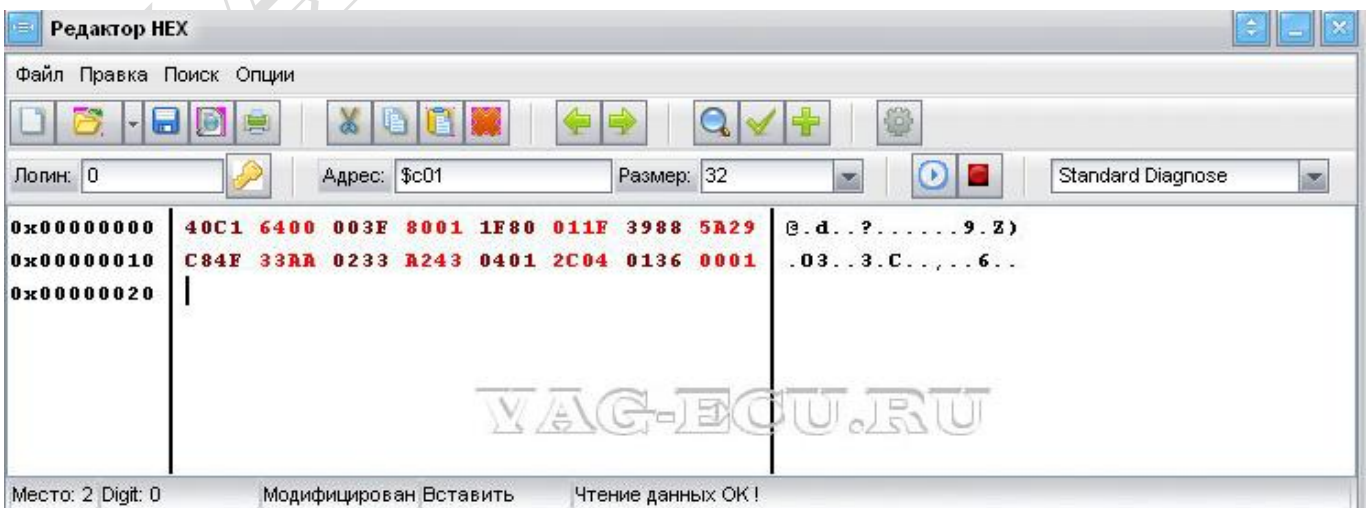 Редактор HEX
Файл Правка Поиск Опции
Логин: 0 Адрес: $c01 Размер: 32 Standard Diagnose
0x00000000 40C1 6400 003F 8001 1F80 011F 3988 5A29 @.d..?......9.Z)
0x00000010 C84F 33AA 0233 A243 0401 2C04 0136 0001 .O3..3.C..,..6..
0x00000020
VAG-ECU.RU
Место: 2 Digit: 0 Модифицирован Вставить Чтение данных OK !